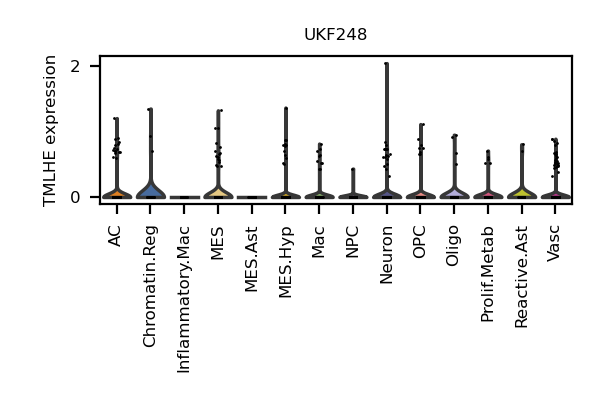 UKF248
TMLHE expression
2
0
AC
Chromatin.Reg
Inflammatory.Mac
MES
MES.Ast
MES.Hyp
Mac
NPC
Neuron
OPC
Oligo
Prolif.Metab
Reactive.Ast
Vasc